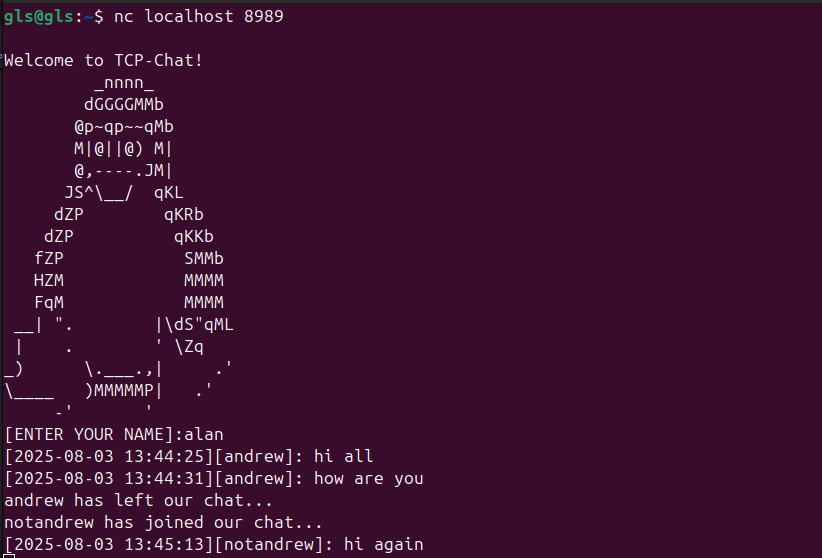 gls@gls:~$ nc localhost 8989
Welcome to TCP-Chat!
         _nnnn_
        dGGGGMMb
       @p~qp~~qMb
       M|@||@) M|
       @,----.JM|
      JS^\__/  qKL
     dZP        qKRb
    dZP          qKKb
   fZP            SMMb
   HZM            MMMM
   FqM            MMMM
 __| ".        |\dS"qML
 |    .        ' \Zq
_)      \.___.,|     .'
\____   )MMMMMP|   .'
     -'       '
[ENTER YOUR NAME]:alan
[2025-08-03 13:44:25][andrew]: hi all
[2025-08-03 13:44:31][andrew]: how are you
andrew has left our chat...
notandrew has joined our chat...
[2025-08-03 13:45:13][notandrew]: hi again